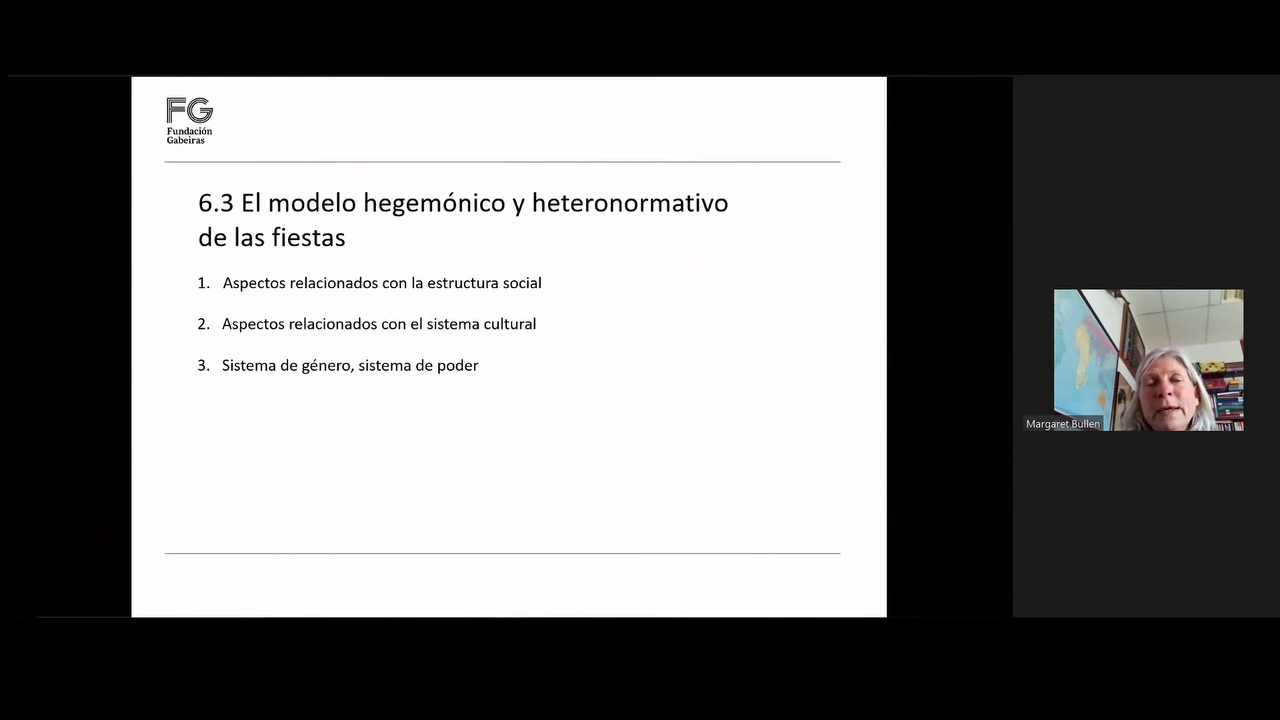 FG
Fundación
Gabeiras
6.3 El modelo hegemónico y heteronormativo
de las fiestas
1. Aspectos relacionados con la estructura social
2. Aspectos relacionados con el sistema cultural
3. Sistema de género, sistema de poder
Margaret Bullen